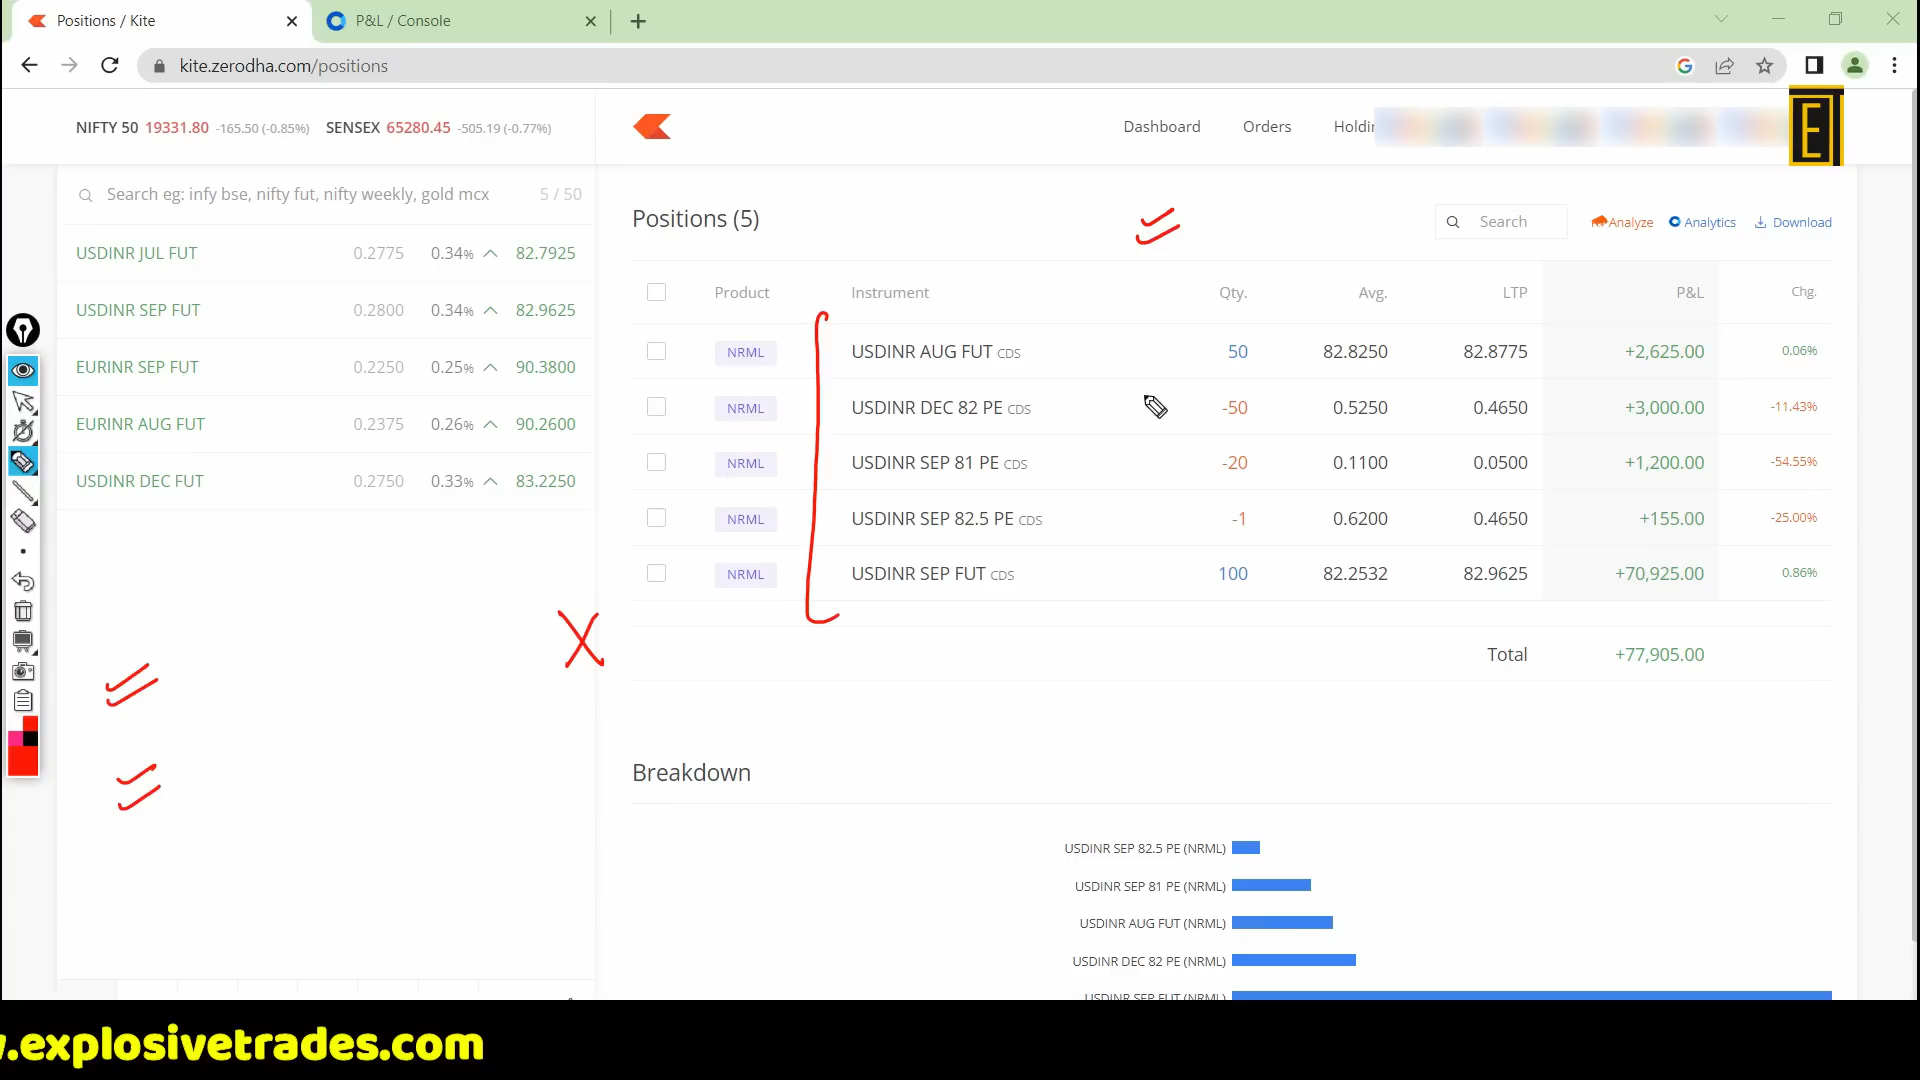 Positions / Kite
P&L / Console
kite.zerodha.com/positions
NIFTY 50 19331.80 -165.50 (-0.85%) SENSEX 65280.45 -505.19 (-0.77%)
Dashboard Orders Holdi
E
Search eg: infy bse, nifty fut, nifty weekly, gold mcx 5 / 50
USDINR JUL FUT 0.2775 0.34% 82.7925
USDINR SEP FUT 0.2800 0.34% 82.9625
EURINR SEP FUT 0.2250 0.25% 90.3800
EURINR AUG FUT 0.2375 0.26% 90.2600
USDINR DEC FUT 0.2750 0.33% 83.2250
Positions (5)
Search Analyze Analytics Download
Product Instrument Qty. Avg. LTP P&L Chg.
NRML USDINR AUG FUT CDS 50 82.8250 82.8775 +2,625.00 0.06%
NRML USDINR DEC 82 PE CDS -50 0.5250 0.4650 +3,000.00 -11.43%
NRML USDINR SEP 81 PE CDS -20 0.1100 0.0500 +1,200.00 -54.55%
NRML USDINR SEP 82.5 PE CDS -1 0.6200 0.4650 +155.00 -25.00%
NRML USDINR SEP FUT CDS 100 82.2532 82.9625 +70,925.00 0.86%
X
Total +77,905.00
Breakdown
USDINR SEP 82.5 PE (NRML)
USDINR SEP 81 PE (NRML)
USDINR AUG FUT (NRML)
USDINR DEC 82 PE (NRML)
USDINR SEP FUT (NRML)
.explosivetrades.com